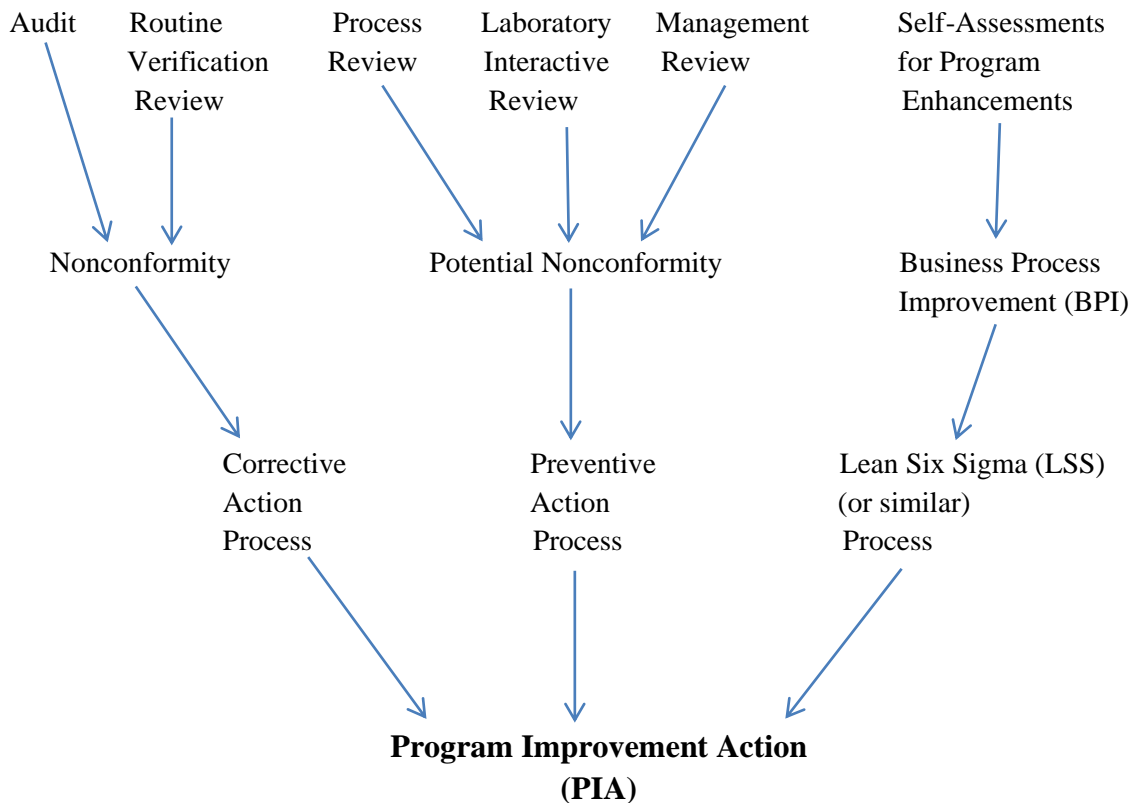 Audit
Routine
Verification
Review
Process
Review
Laboratory
Interactive
Review
Management
Review
Self-Assessments
for Program
Enhancements
Nonconformity
Potential Nonconformity
Business Process
Improvement (BPI)
Corrective
Action
Process
Preventive
Action
Process
Lean Six Sigma (LSS)
(or similar)
Process
Program Improvement Action
(PIA)